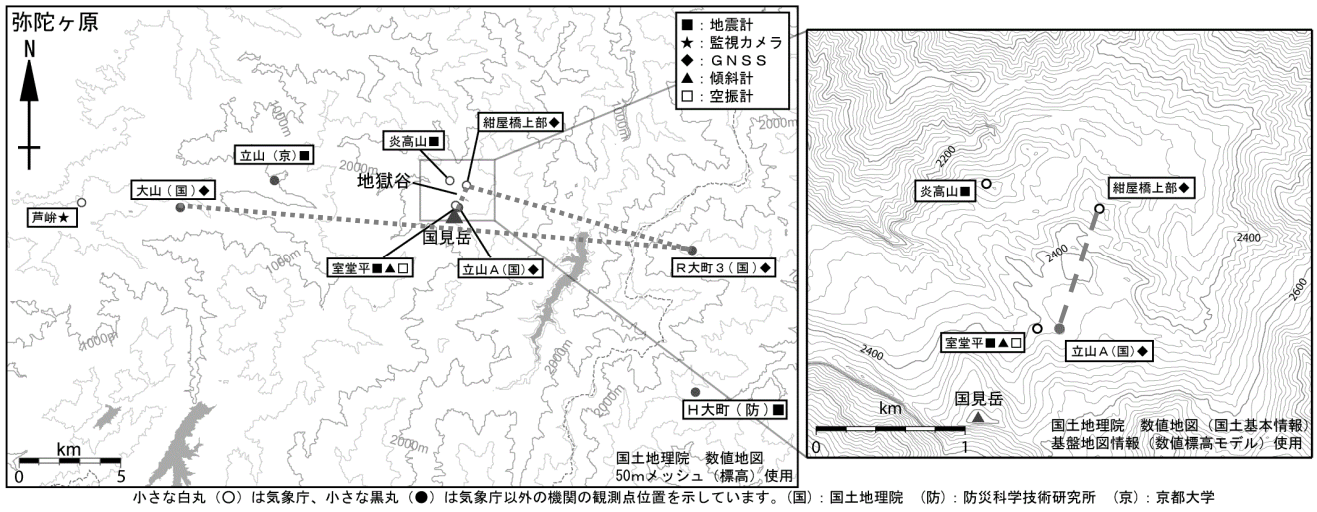 弥陀ヶ原
N
■：地震計
★：監視カメラ
◆：ＧＮＳＳ
▲：傾斜計
□：空振計
1000m
1000m
2000m
2000m
炎高山■
紺屋橋上部◆
立山（京）■
地獄谷
大山（国）◆
芦峅★
国見岳
室堂平■▲□
立山Ａ（国）◆
Ｒ大町３（国）◆
1000m
1000m
2000m
2000m
2000m
Ｈ大町（防）■
km
0 5
国土地理院　数値地図
50ｍメッシュ（標高）使用
2200
炎高山■
紺屋橋上部◆
2400
2400
2600
室堂平■▲□
立山Ａ（国）◆
2400
国見岳
km
0 1
国土地理院　数値地図（国土基本情報）
基盤地図情報（数値標高モデル）使用
小さな白丸（○）は気象庁、小さな黒丸（●）は気象庁以外の機関の観測点位置を示しています。（国）：国土地理院　（防）：防災科学技術研究所　（京）：京都大学